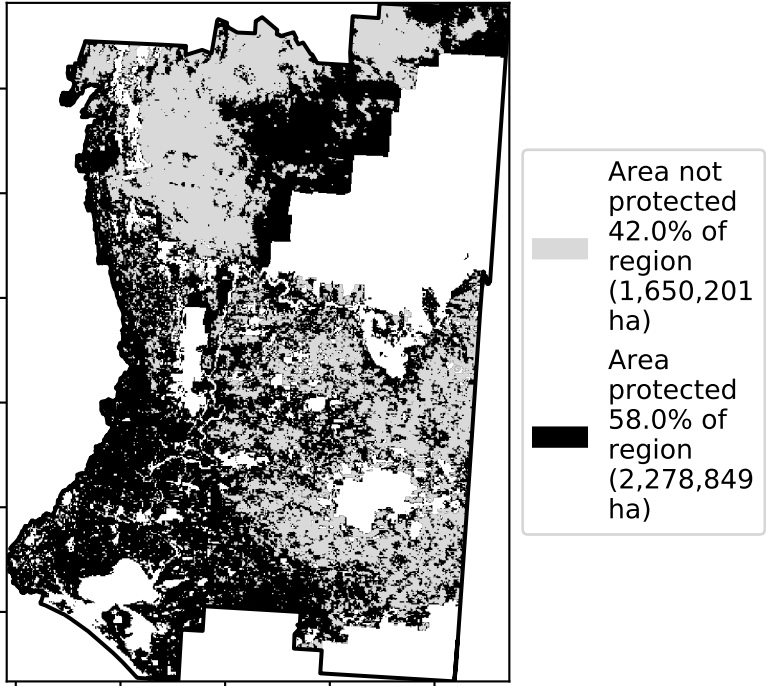 Area not
protected
42.0% of
region
(1,650,201
ha)
Area
protected
58.0% of
region
(2,278,849
ha)